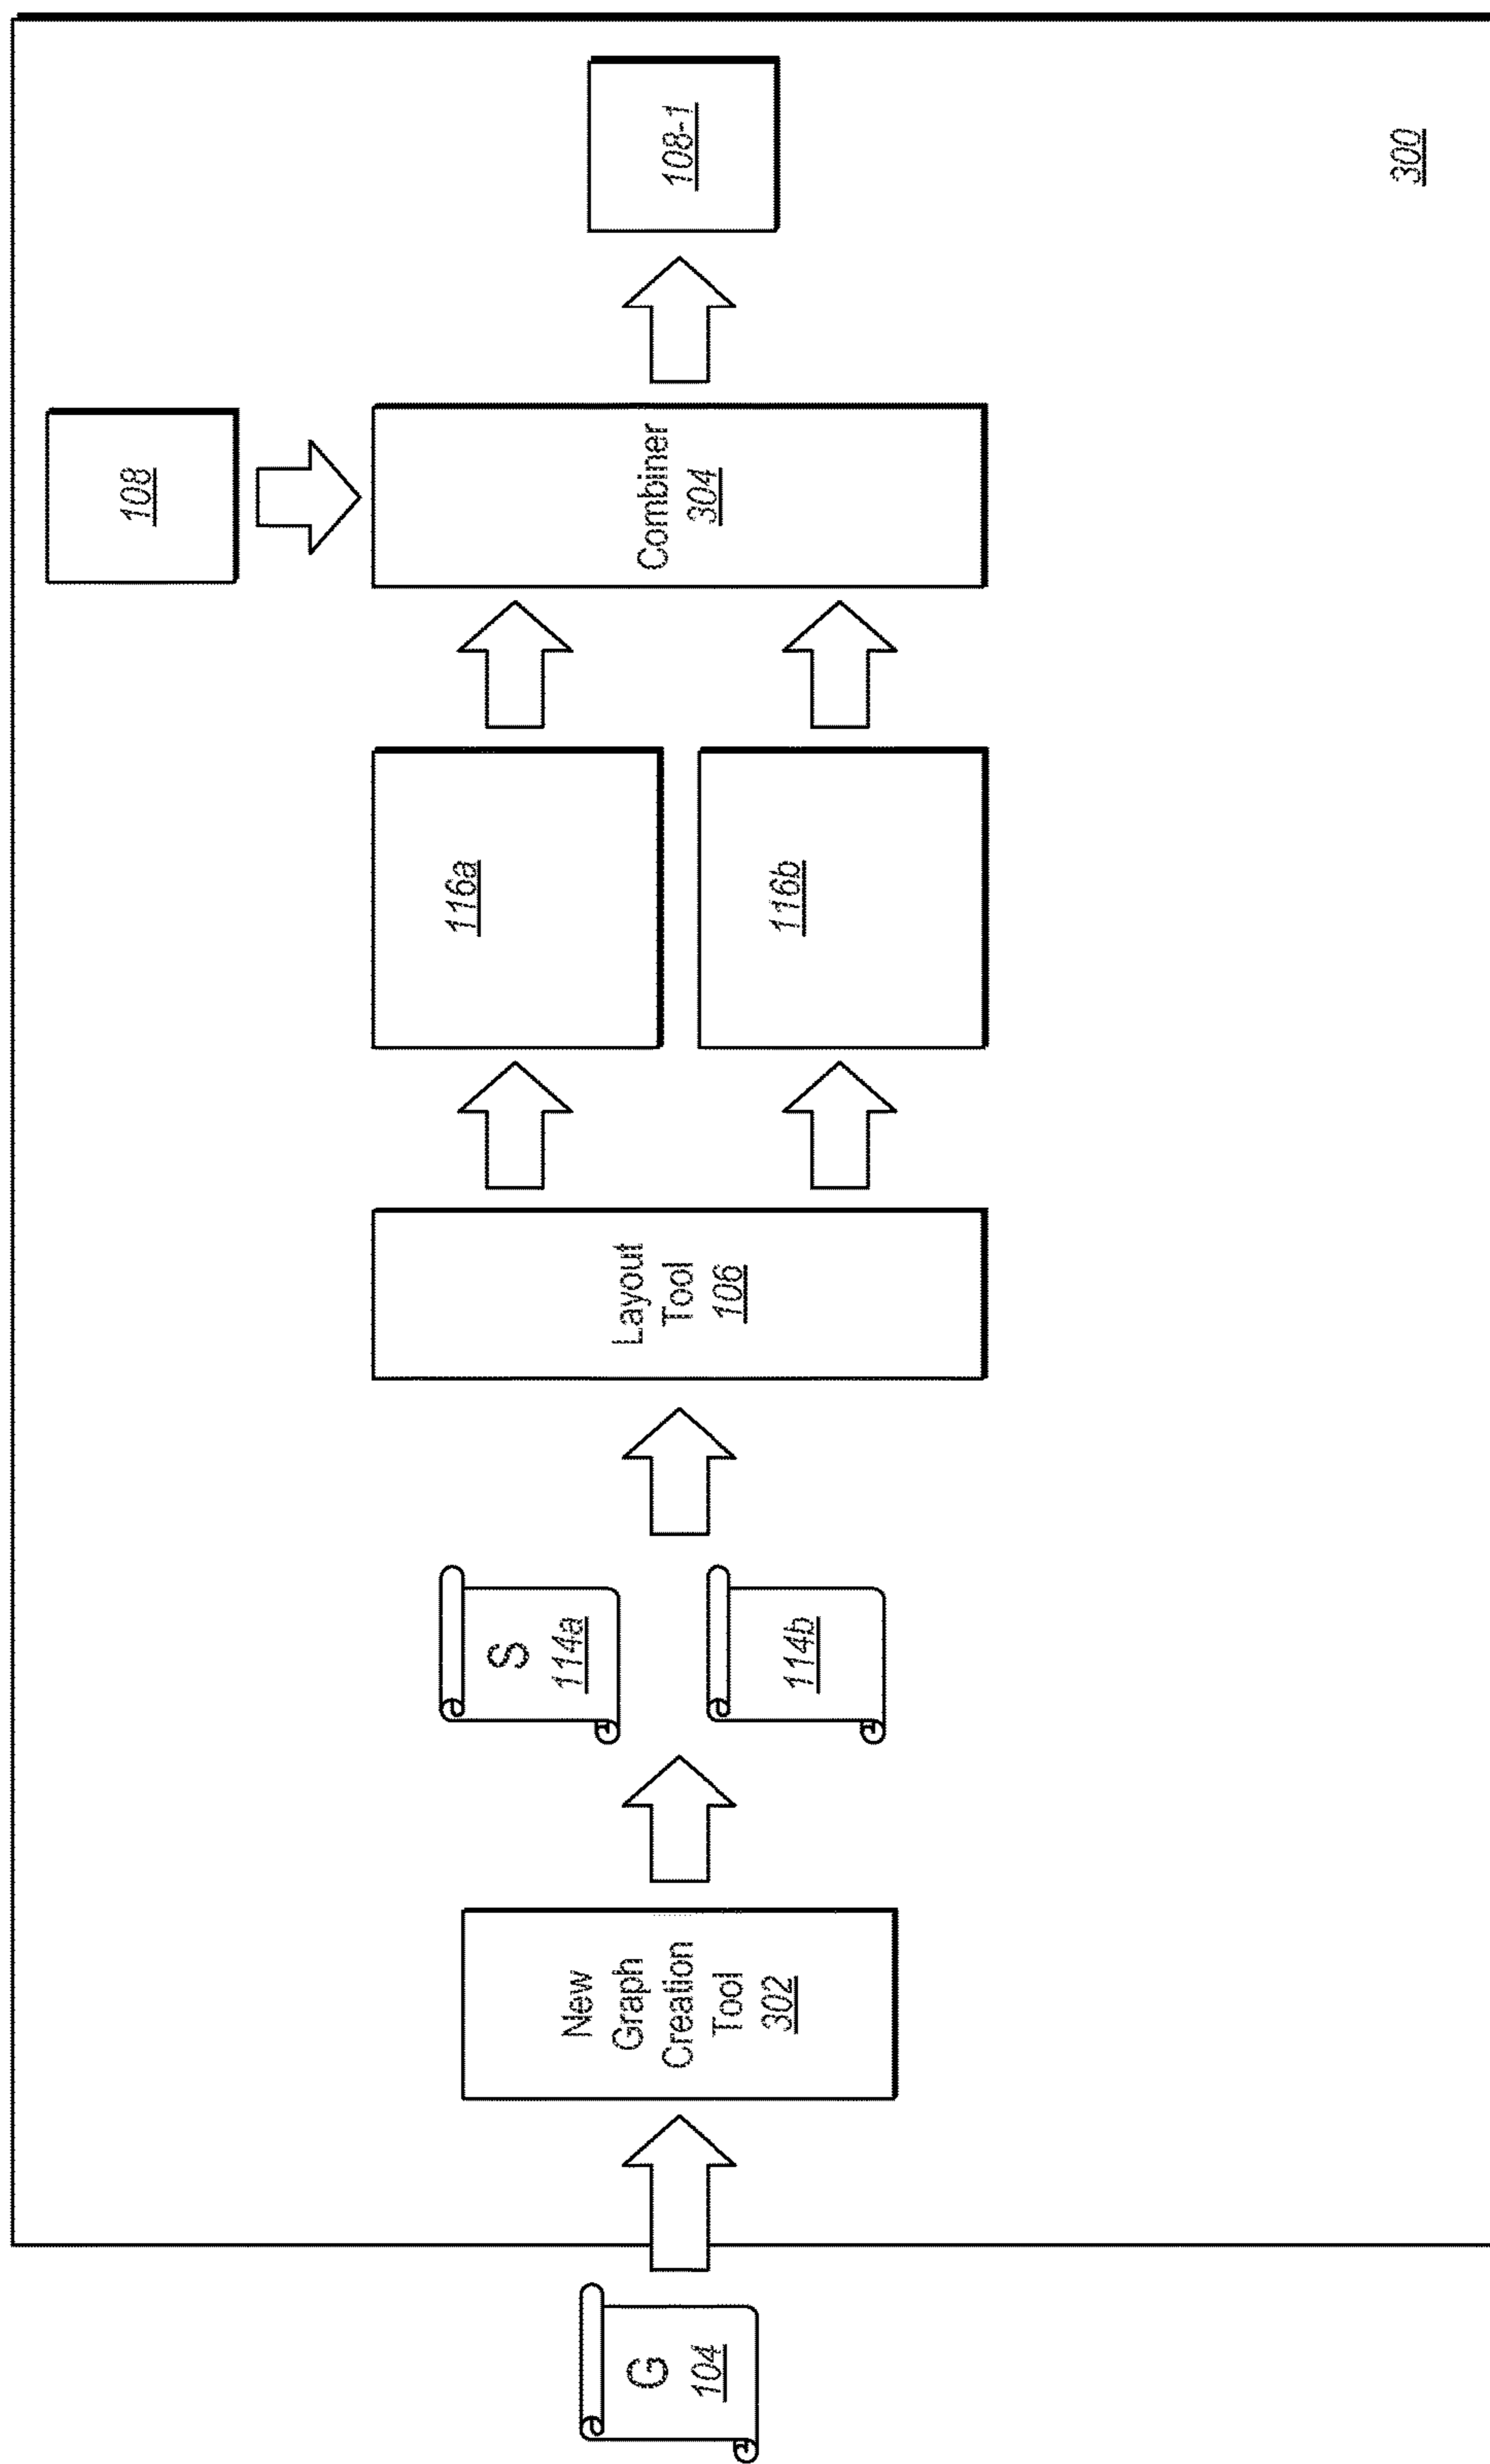 G
104
New
Graph
Creation
Tool
302
S
114a
114b
Layout
Tool
106
116a
116b
108
Combiner
304
108-1
300